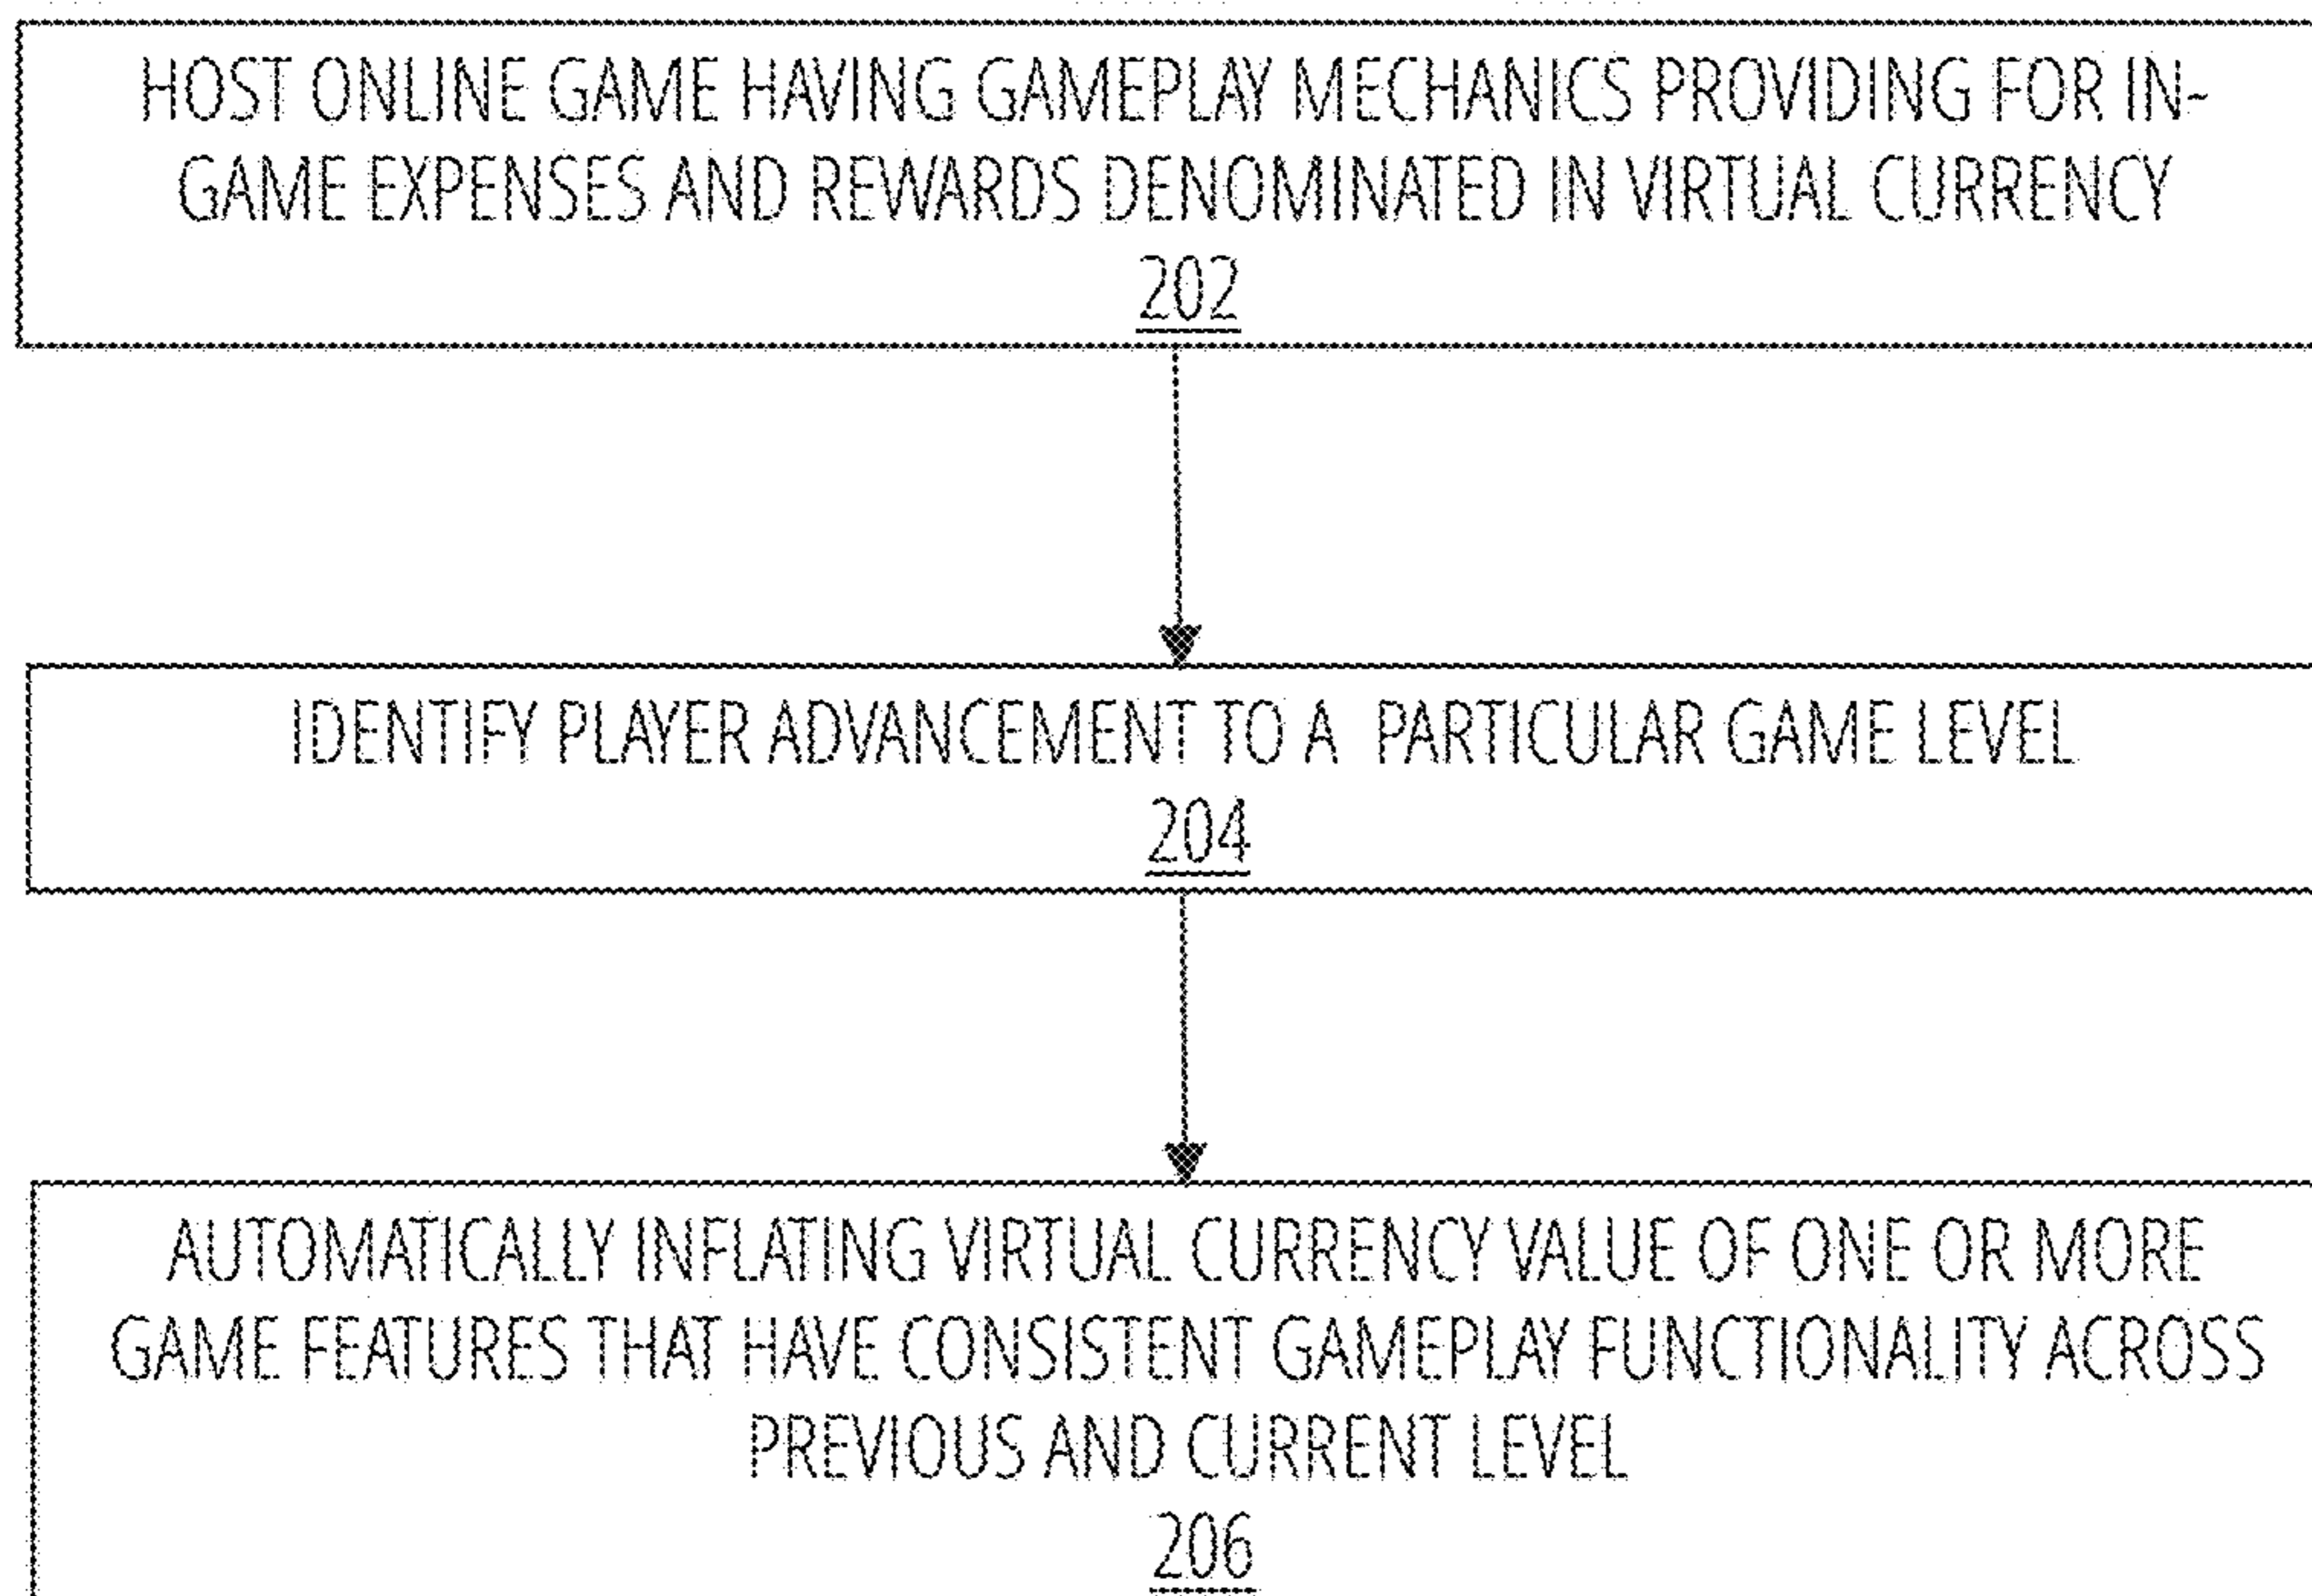 HOST ONLINE GAME HAVING GAMEPLAY MECHANICS PROVIDING FOR IN-
GAME EXPENSES AND REWARDS DENOMINATED IN VIRTUAL CURRENCY
202
IDENTIFY PLAYER ADVANCEMENT TO A PARTICULAR GAME LEVEL
204
AUTOMATICALLY INFLATING VIRTUAL CURRENCY VALUE OF ONE OR MORE
GAME FEATURES THAT HAVE CONSISTENT GAMEPLAY FUNCTIONALITY ACROSS
PREVIOUS AND CURRENT LEVEL
206